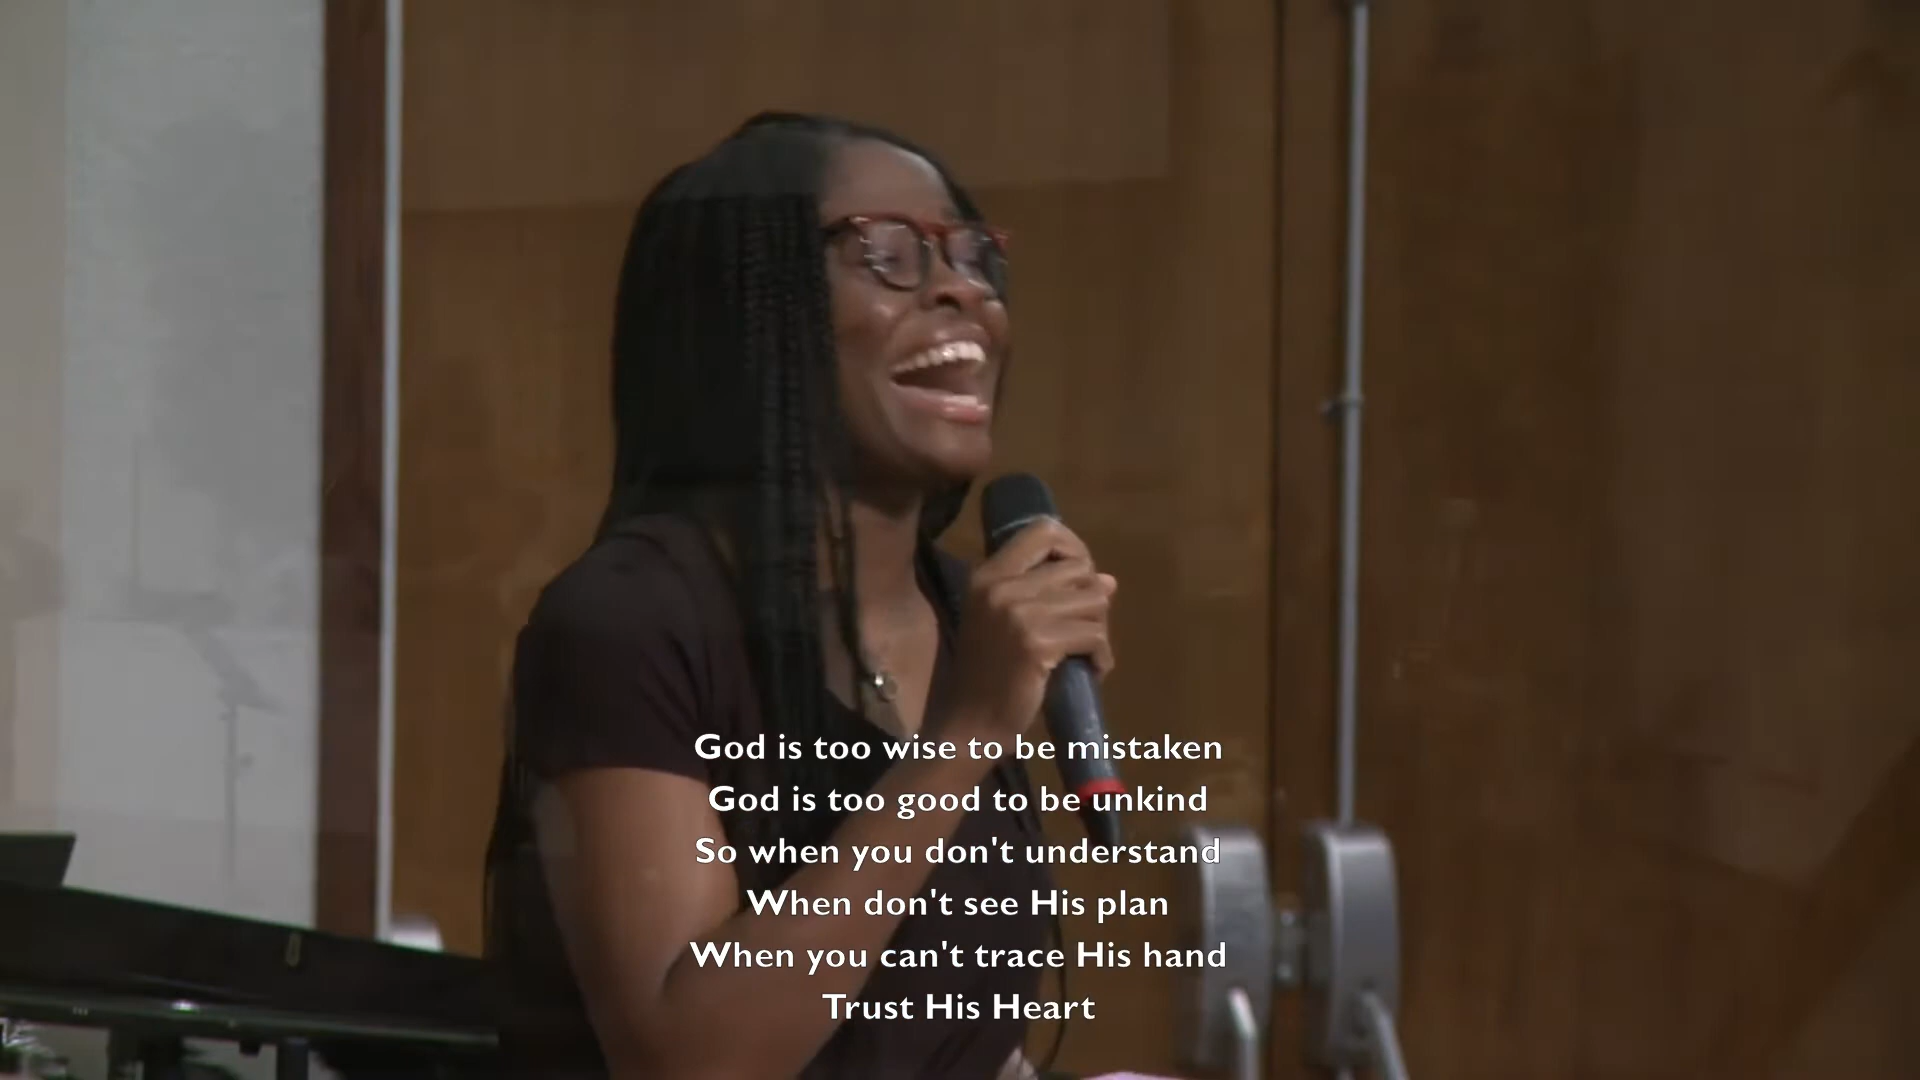 God is too wise to be mistaken
God is too good to be unkind
So when you don't understand
When don't see His plan
When you can't trace His hand
Trust His Heart